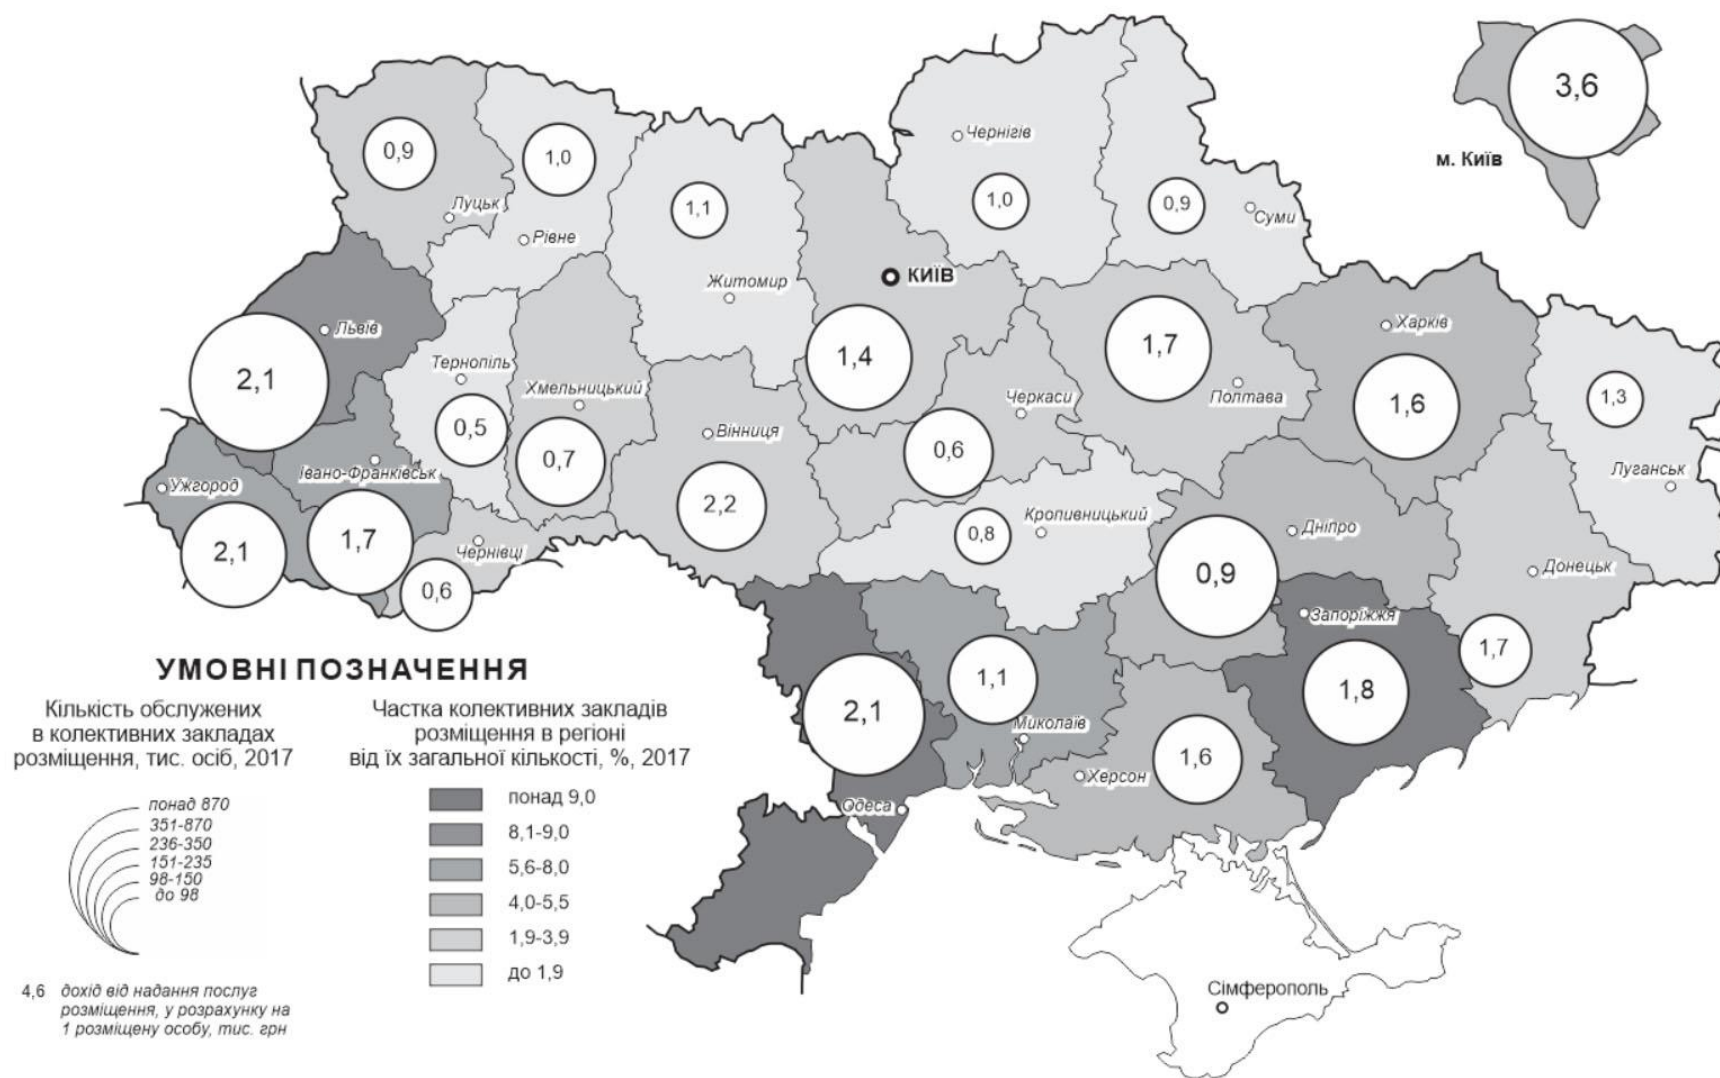 3,6
м. Київ
0,9
1,0
1,1
1,0
0,9
Чернігів
Суми
Луцьк
Рівне
Житомир
КИЇВ
Львів
2,1
Тернопіль
0,5
Хмельницький
0,7
Вінниця
2,2
1,4
Черкаси
0,6
1,7
Полтава
Харків
1,6
1,3
Луганськ
Ужгород
2,1
Івано-Франківськ
1,7
Чернівці
0,6
Кропивницький
0,8
Дніпро
0,9
Донецьк
1,7
Запоріжжя
1,8
2,1
Одеса
1,1
Миколаїв
1,6
Херсон
Сімферополь
УМОВНІ ПОЗНАЧЕННЯ
Кількість обслужених
в колективних закладах
розміщення, тис. осіб, 2017
понад 870
351-870
236-350
151-235
98-150
до 98
4,6 дохід від надання послуг
розміщення, у розрахунку на
1 розміщену особу, тис. грн
Частка колективних закладів
розміщення в регіоні
від їх загальної кількості, %, 2017
понад 9,0
8,1-9,0
5,6-8,0
4,0-5,5
1,9-3,9
до 1,9